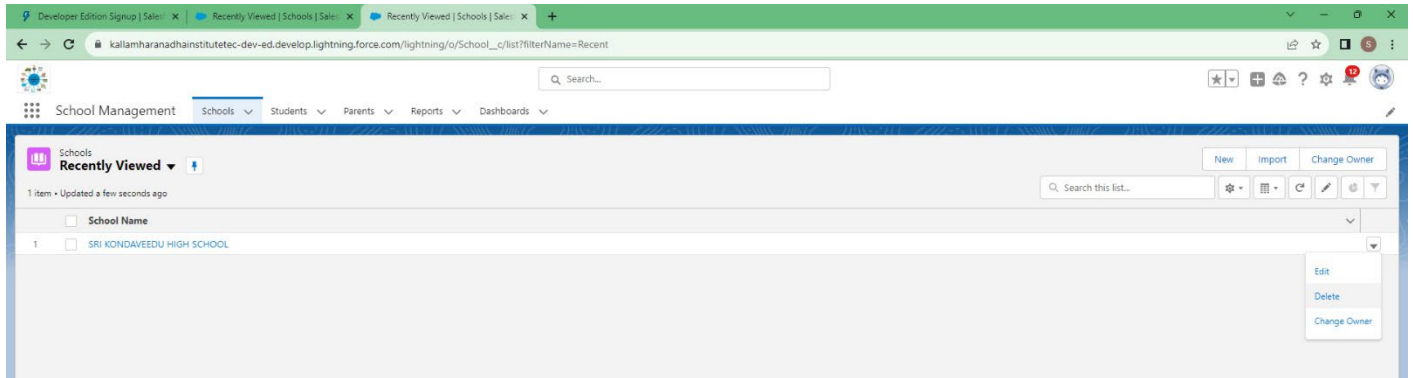 Developer Edition Signup | Salesf
Recently Viewed | Schools | Sales
Recently Viewed | Schools | Sales
kallamharanadhainstitutetec-dev-ed.develop.lightning.force.com/lightning/o/School__c/list?filterName=Recent
S
Search...
12
School Management Schools Students Parents Reports Dashboards
Schools
Recently Viewed
New Import Change Owner
1 item • Updated a few seconds ago
Search this list...
School Name
1 SRI KONDAVEEDU HIGH SCHOOL
Edit
Delete
Change Owner